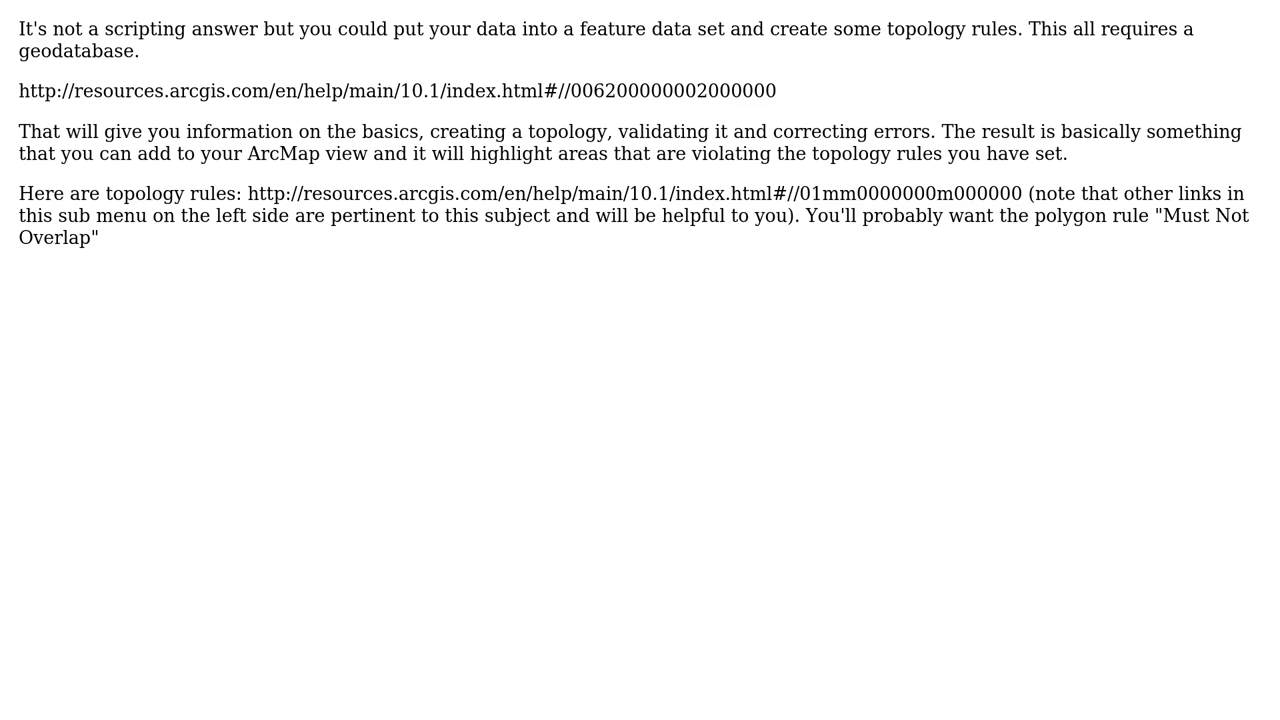 It's not a scripting answer but you could put your data into a feature data set and create some topology rules. This all requires a
geodatabase.
http://resources.arcgis.com/en/help/main/10.1/index.html#//006200000002000000
That will give you information on the basics, creating a topology, validating it and correcting errors. The result is basically something
that you can add to your ArcMap view and it will highlight areas that are violating the topology rules you have set.
Here are topology rules: http://resources.arcgis.com/en/help/main/10.1/index.html#//01mm0000000m000000 (note that other links in
this sub menu on the left side are pertinent to this subject and will be helpful to you). You'll probably want the polygon rule "Must Not
Overlap"